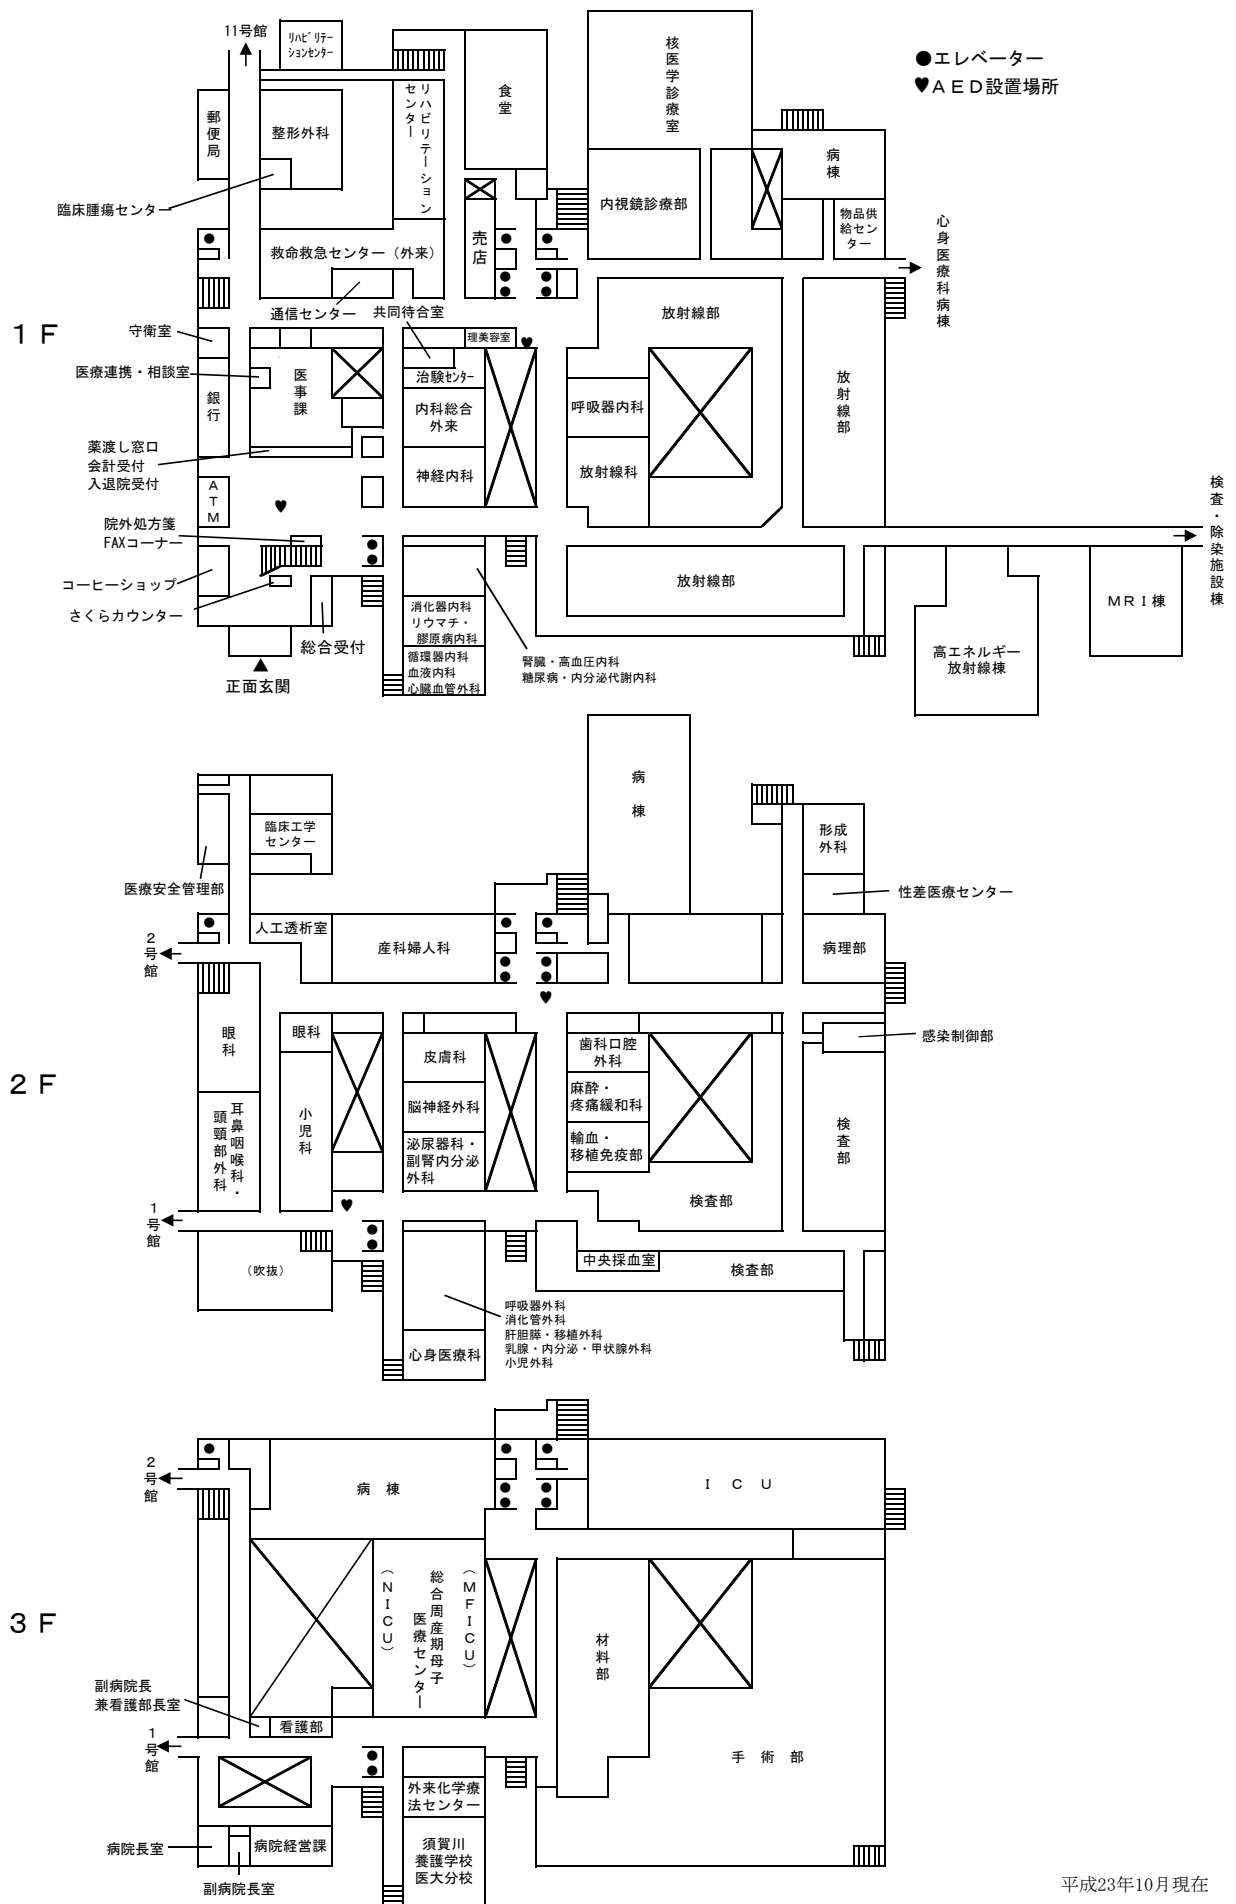 ●エレベーター
♥ＡＥＤ設置場所
１Ｆ
11号館
ﾘﾊﾋﾞﾘﾃｰ
ｼｮﾝｾﾝﾀｰ
郵便局
整形外科
リハビリテーション
センター
食堂
核医学診療室
病棟
臨床腫瘍センター
内視鏡診療部
物品供
給セン
ター
心身医療科病棟
救命救急センター（外来）
売店
通信センター
共同待合室
守衛室
理美容室
放射線部
医療連携・相談室
医事課
治験ｾﾝﾀｰ
銀行
内科総合
外来
呼吸器内科
放射線部
薬渡し窓口
会計受付
入退院受付
神経内科
放射線科
ＡＴＭ
検査・除染施設棟
院外処方箋
FAXコーナー
コーヒーショップ
さくらカウンター
放射線部
ＭＲＩ棟
消化器内科
リウマチ・
膠原病内科
総合受付
循環器内科
血液内科
心臓血管外科
腎臓・高血圧内科
糖尿病・内分泌代謝内科
高エネルギー
放射線棟
正面玄関
２Ｆ
病棟
臨床工学
センター
形成
外科
医療安全管理部
性差医療センター
2号館
人工透析室
産科婦人科
病理部
眼科
眼科
皮膚科
歯科口腔
外科
感染制御部
耳鼻咽喉科・
頭頸部外科
小児科
脳神経外科
麻酔・
疼痛緩和科
泌尿器科・
副腎内分泌
外科
輸血・
移植免疫部
検査部
検査部
1号館
（吹抜）
中央採血室
検査部
呼吸器外科
消化管外科
肝胆膵・移植外科
乳腺・内分泌・甲状腺外科
小児外科
心身医療科
３Ｆ
2号館
病棟
ＩＣＵ
（ＮＩＣＵ）
総合周産期母子
医療センター
（ＭＦＩＣＵ）
材料部
副病院長
兼看護部長室
看護部
1号館
手術部
外来化学療
法センター
病院長室
病院経営課
副病院長室
須賀川
養護学校
医大分校
平成23年10月現在